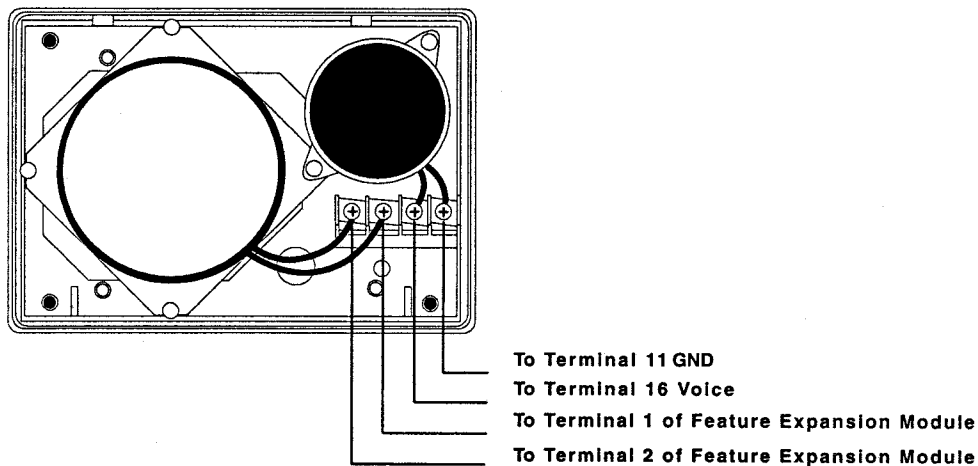 To Terminal 11 GND
To Terminal 16 Voice
To Terminal 1 of Feature Expansion Module
To Terminal 2 of Feature Expansion Module